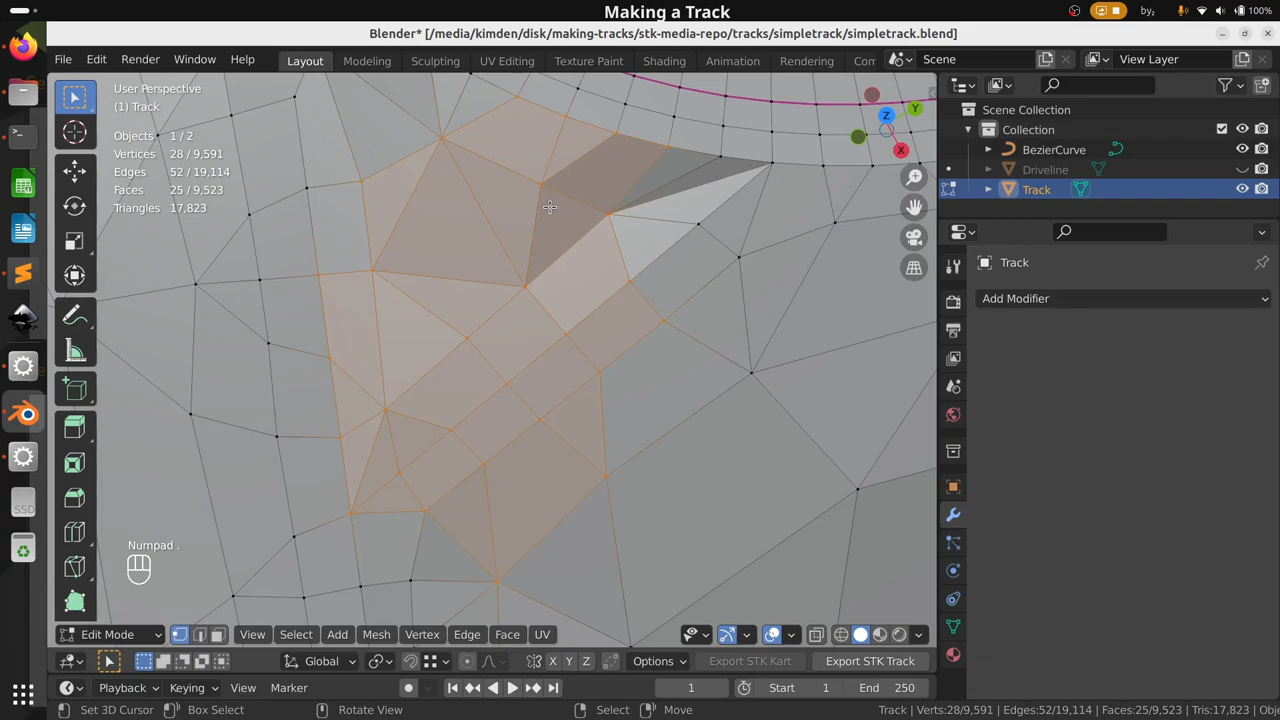 Making a Track
by₂
100%
Blender* [/media/kimden/disk/making-tracks/stk-media-repo/tracks/simpletrack/simpletrack.blend]
File Edit Render Window Help Layout Modeling Sculpting UV Editing Texture Paint Shading Animation Rendering Com Scene View Layer
User Perspective
(1) Track
Objects 1 / 2
Vertices 28 / 9,591
Edges 52 / 19,114
Faces 25 / 9,523
Triangles 17,823
Z
Y
X
Numpad .
Scene Collection
Collection
BezierCurve
Driveline
Track
Track
Add Modifier
SSD
Edit Mode View Select Add Mesh Vertex Edge Face UV
Global X Y Z Options Export STK Kart Export STK Track
Playback Keying View Marker 1 Start 1 End 250
Set 3D Cursor Box Select Rotate View Select Move Track | Verts:28/9,591 | Edges:52/19,114 | Faces:25/9,523 | Tris:17,823 | Obj